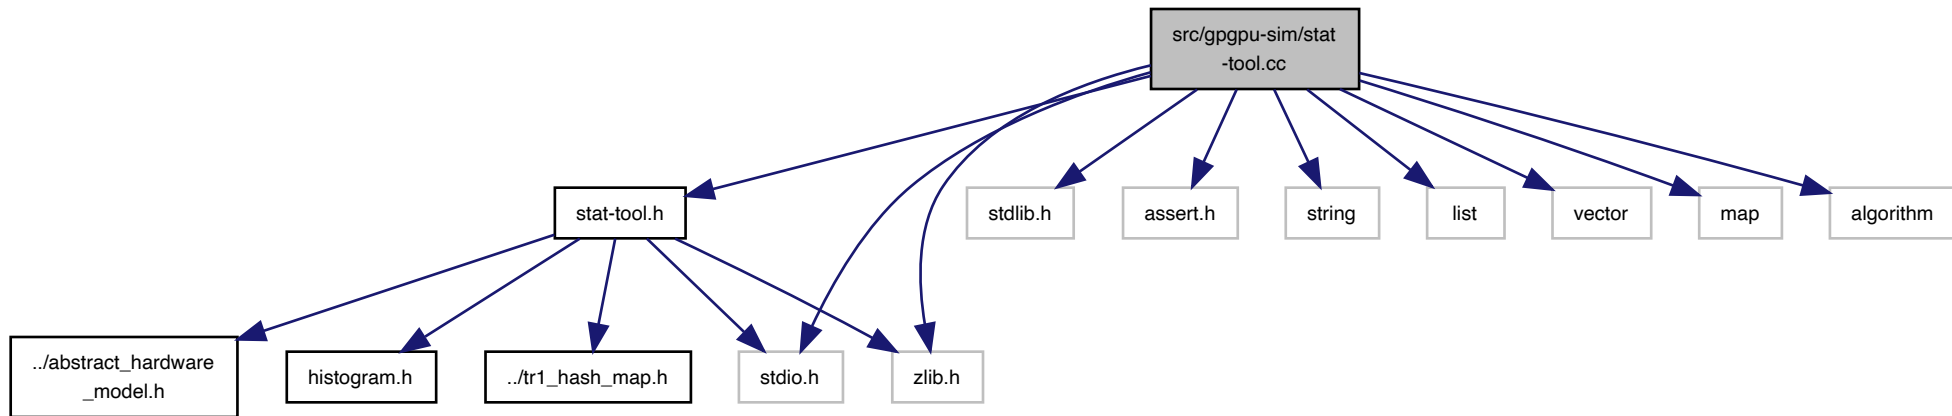 src/gpgpu-sim/stat
-tool.cc
stat-tool.h
stdlib.h
assert.h
string
list
vector
map
algorithm
../abstract_hardware
_model.h
histogram.h
../tr1_hash_map.h
stdio.h
zlib.h